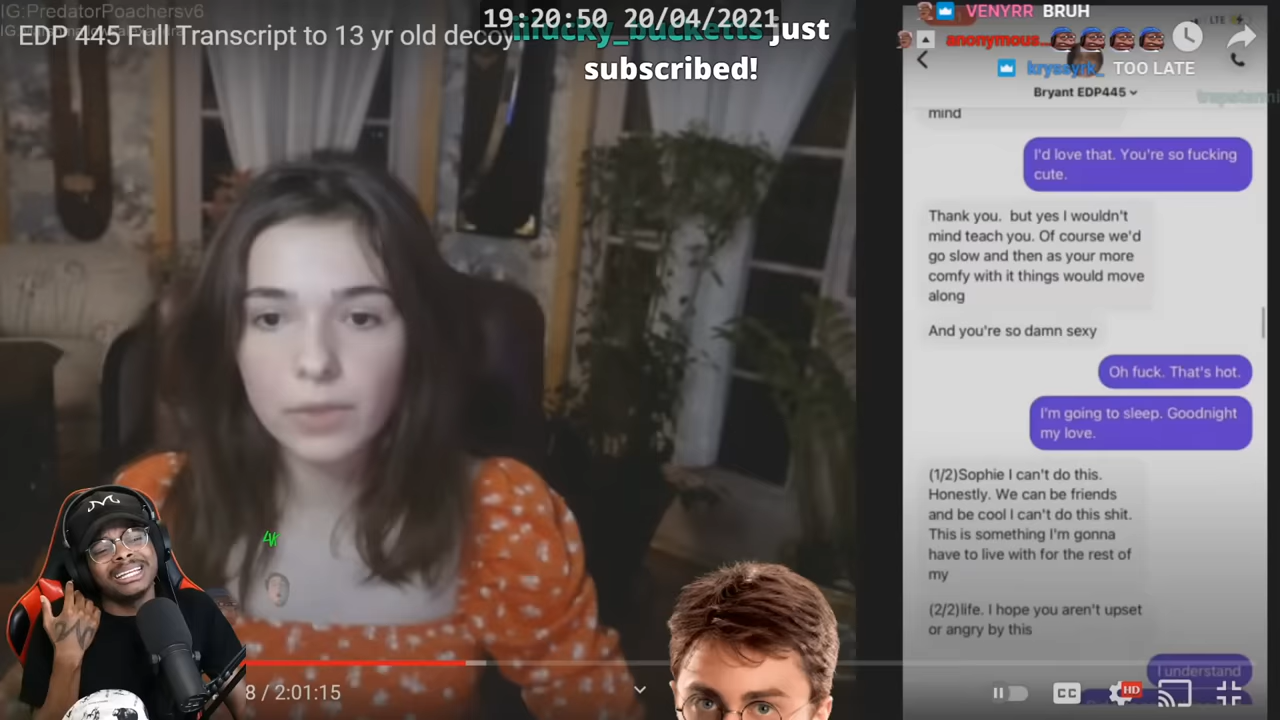 IG:PredatorPoachersv6
19:20:50 20/04/2021
EDP 445 Full Transcript to 13 yr old decoy
just
subscribed!
VENYRR BRUH
LTE
anonymous...
kryssyrk_ TOO LATE
Bryant EDP445
mind
I'd love that. You're so fucking
cute.
Thank you. but yes I wouldn't
mind teach you. Of course we'd
go slow and then as your more
comfy with it things would move
along
And you're so damn sexy
Oh fuck. That's hot.
I'm going to sleep. Goodnight
my love.
(1/2)Sophie I can't do this.
Honestly. We can be friends
and be cool I can't do this shit.
This is something I'm gonna
have to live with for the rest of
my
(2/2)life. I hope you aren't upset
or angry by this
I understand
4K
8 / 2:01:15
CC
HD